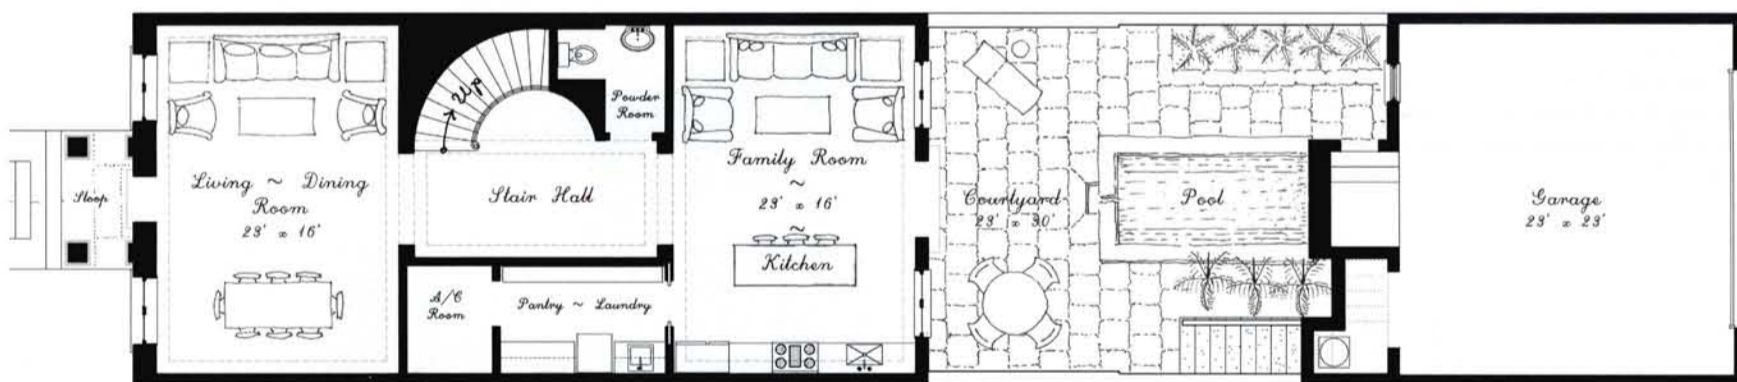 Stoop
Living ~ Dining
Room
23' x 16'
Up
Stair Hall
A/C
Room
Pantry ~ Laundry
Powder
Room
Family Room
~
23' x 16'
~
Kitchen
Courtyard
23' x 30'
Pool
Garage
23' x 23'